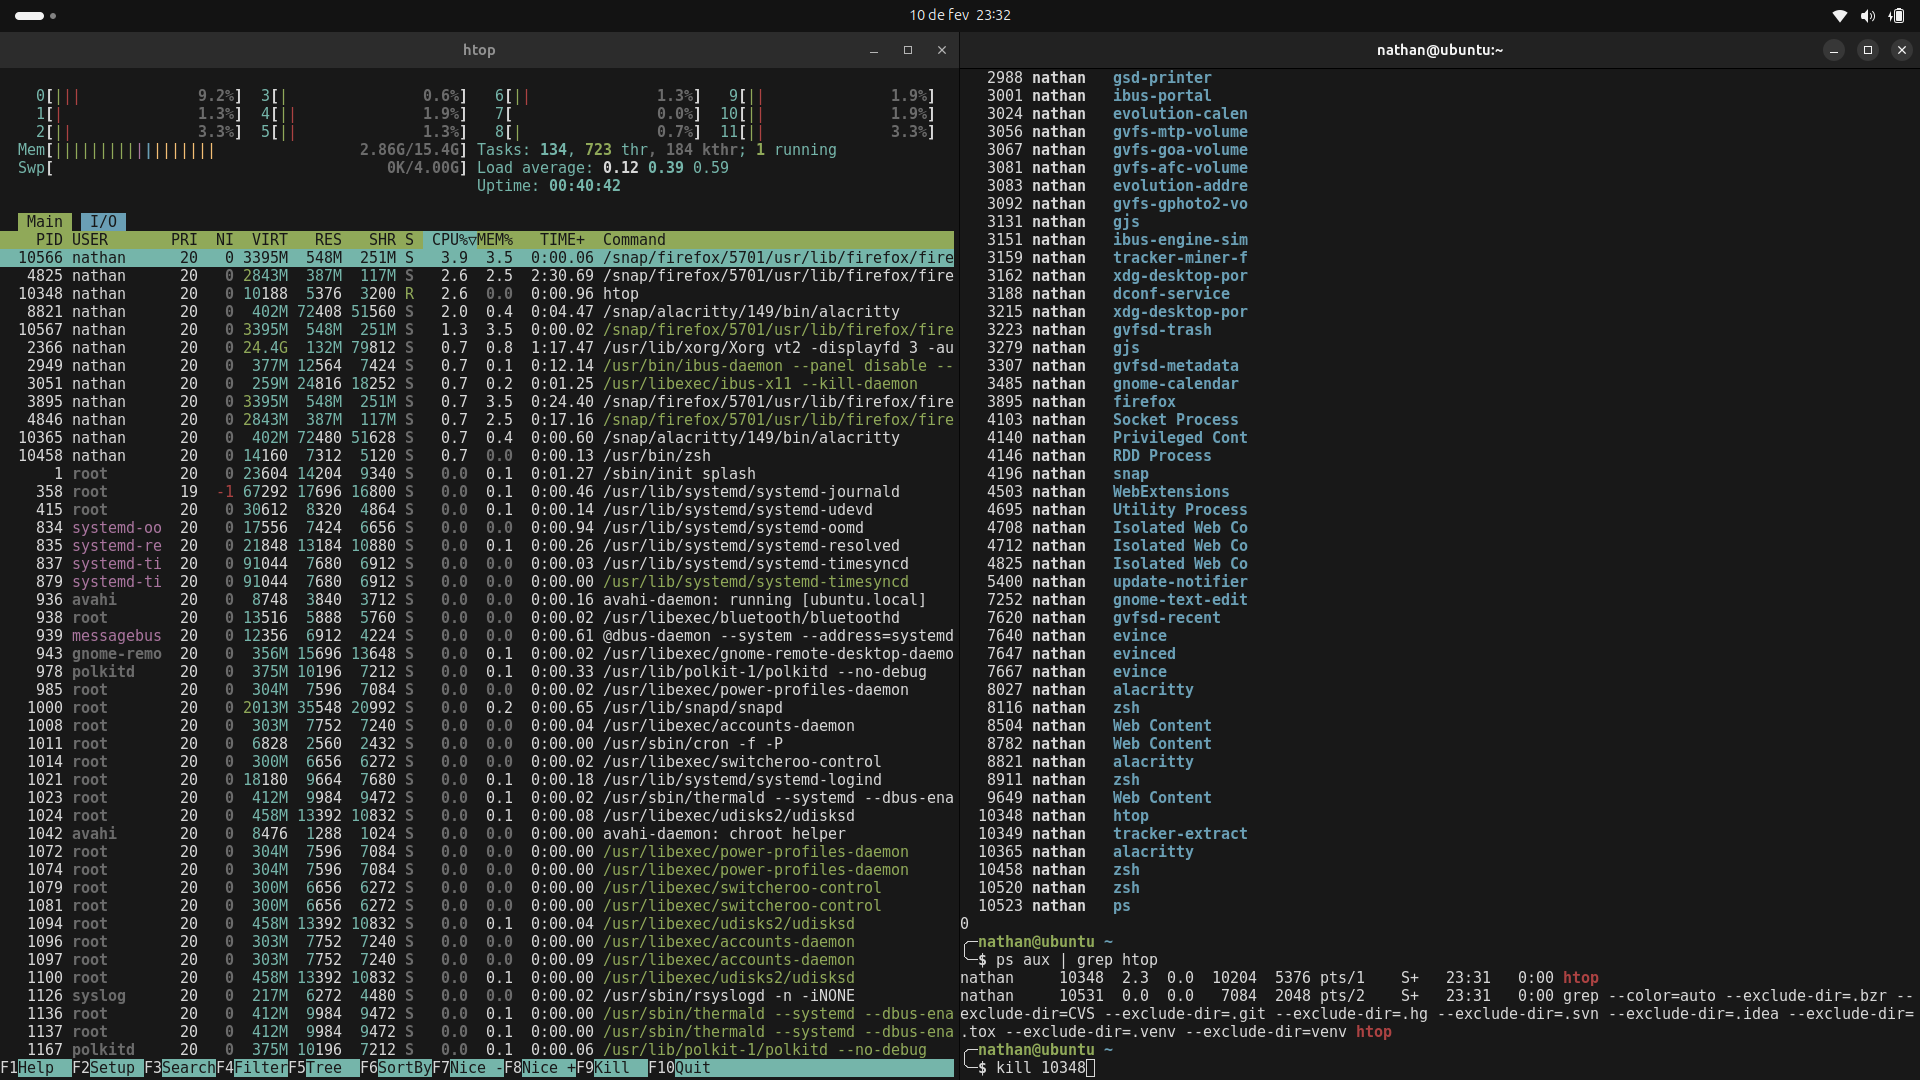 10 de fev  23:32
htop
0[||| 9.2%] 3[| 0.6%] 6[|| 1.3%] 9[|| 1.9%]
1[| 1.3%] 4[|| 1.9%] 7[ 0.0%] 10[|| 1.9%]
2[|| 3.3%] 5[|| 1.3%] 8[| 0.7%] 11[|| 3.3%]
Mem[|||||||||||||||||| 2.86G/15.4G] Tasks: 134, 723 thr, 184 kthr; 1 running
Swp[ 0K/4.00G] Load average: 0.12 0.39 0.59
Uptime: 00:40:42
Main I/O
PID USER PRI NI VIRT RES SHR S CPU%▽MEM% TIME+ Command
10566 nathan 20 0 3395M 548M 251M S 3.9 3.5 0:00.06 /snap/firefox/5701/usr/lib/firefox/fire
4825 nathan 20 0 2843M 387M 117M S 2.6 2.5 2:30.69 /snap/firefox/5701/usr/lib/firefox/fire
10348 nathan 20 0 10188 5376 3200 R 2.6 0.0 0:00.96 htop
8821 nathan 20 0 402M 72408 51560 S 2.0 0.4 0:04.47 /snap/alacritty/149/bin/alacritty
10567 nathan 20 0 3395M 548M 251M S 1.3 3.5 0:00.02 /snap/firefox/5701/usr/lib/firefox/fire
2366 nathan 20 0 24.4G 132M 79812 S 0.7 0.8 1:17.47 /usr/lib/xorg/Xorg vt2 -displayfd 3 -au
2949 nathan 20 0 377M 12564 7424 S 0.7 0.1 0:12.14 /usr/bin/ibus-daemon --panel disable --
3051 nathan 20 0 259M 24816 18252 S 0.7 0.2 0:01.25 /usr/libexec/ibus-x11 --kill-daemon
3895 nathan 20 0 3395M 548M 251M S 0.7 3.5 0:24.40 /snap/firefox/5701/usr/lib/firefox/fire
4846 nathan 20 0 2843M 387M 117M S 0.7 2.5 0:17.16 /snap/firefox/5701/usr/lib/firefox/fire
10365 nathan 20 0 402M 72480 51628 S 0.7 0.4 0:00.60 /snap/alacritty/149/bin/alacritty
10458 nathan 20 0 14160 7312 5120 S 0.7 0.0 0:00.13 /usr/bin/zsh
1 root 20 0 23604 14204 9340 S 0.0 0.1 0:01.27 /sbin/init splash
358 root 19 -1 67292 17696 16800 S 0.0 0.1 0:00.46 /usr/lib/systemd/systemd-journald
415 root 20 0 30612 8320 4864 S 0.0 0.1 0:00.14 /usr/lib/systemd/systemd-udevd
834 systemd-oo 20 0 17556 7424 6656 S 0.0 0.0 0:00.94 /usr/lib/systemd/systemd-oomd
835 systemd-re 20 0 21848 13184 10880 S 0.0 0.1 0:00.26 /usr/lib/systemd/systemd-resolved
837 systemd-ti 20 0 91044 7680 6912 S 0.0 0.0 0:00.03 /usr/lib/systemd/systemd-timesyncd
879 systemd-ti 20 0 91044 7680 6912 S 0.0 0.0 0:00.00 /usr/lib/systemd/systemd-timesyncd
936 avahi 20 0 8748 3840 3712 S 0.0 0.0 0:00.16 avahi-daemon: running [ubuntu.local]
938 root 20 0 13516 5888 5760 S 0.0 0.0 0:00.02 /usr/libexec/bluetooth/bluetoothd
939 messagebus 20 0 12356 6912 4224 S 0.0 0.0 0:00.61 @dbus-daemon --system --address=systemd
943 gnome-remo 20 0 356M 15696 13648 S 0.0 0.1 0:00.02 /usr/libexec/gnome-remote-desktop-daemo
978 polkitd 20 0 375M 10196 7212 S 0.0 0.1 0:00.33 /usr/lib/polkit-1/polkitd --no-debug
985 root 20 0 304M 7596 7084 S 0.0 0.0 0:00.02 /usr/libexec/power-profiles-daemon
1000 root 20 0 2013M 35548 20992 S 0.0 0.2 0:00.65 /usr/lib/snapd/snapd
1008 root 20 0 303M 7752 7240 S 0.0 0.0 0:00.04 /usr/libexec/accounts-daemon
1011 root 20 0 6828 2560 2432 S 0.0 0.0 0:00.00 /usr/sbin/cron -f -P
1014 root 20 0 300M 6656 6272 S 0.0 0.0 0:00.02 /usr/libexec/switcheroo-control
1021 root 20 0 18180 9664 7680 S 0.0 0.1 0:00.18 /usr/lib/systemd/systemd-logind
1023 root 20 0 412M 9984 9472 S 0.0 0.1 0:00.02 /usr/sbin/thermald --systemd --dbus-ena
1024 root 20 0 458M 13392 10832 S 0.0 0.1 0:00.08 /usr/libexec/udisks2/udisksd
1042 avahi 20 0 8476 1288 1024 S 0.0 0.0 0:00.00 avahi-daemon: chroot helper
1072 root 20 0 304M 7596 7084 S 0.0 0.0 0:00.00 /usr/libexec/power-profiles-daemon
1074 root 20 0 304M 7596 7084 S 0.0 0.0 0:00.00 /usr/libexec/power-profiles-daemon
1079 root 20 0 300M 6656 6272 S 0.0 0.0 0:00.00 /usr/libexec/switcheroo-control
1081 root 20 0 300M 6656 6272 S 0.0 0.0 0:00.00 /usr/libexec/switcheroo-control
1094 root 20 0 458M 13392 10832 S 0.0 0.1 0:00.04 /usr/libexec/udisks2/udisksd
1096 root 20 0 303M 7752 7240 S 0.0 0.0 0:00.00 /usr/libexec/accounts-daemon
1097 root 20 0 303M 7752 7240 S 0.0 0.0 0:00.09 /usr/libexec/accounts-daemon
1100 root 20 0 458M 13392 10832 S 0.0 0.1 0:00.00 /usr/libexec/udisks2/udisksd
1126 syslog 20 0 217M 6272 4480 S 0.0 0.0 0:00.02 /usr/sbin/rsyslogd -n -iNONE
1136 root 20 0 412M 9984 9472 S 0.0 0.1 0:00.00 /usr/sbin/thermald --systemd --dbus-ena
1137 root 20 0 412M 9984 9472 S 0.0 0.1 0:00.00 /usr/sbin/thermald --systemd --dbus-ena
1167 polkitd 20 0 375M 10196 7212 S 0.0 0.1 0:00.06 /usr/lib/polkit-1/polkitd --no-debug
F1Help F2Setup F3SearchF4FilterF5Tree F6SortByF7Nice -F8Nice +F9Kill F10Quit
nathan@ubuntu:~
2988 nathan gsd-printer
3001 nathan ibus-portal
3024 nathan evolution-calen
3056 nathan gvfs-mtp-volume
3067 nathan gvfs-goa-volume
3081 nathan gvfs-afc-volume
3083 nathan evolution-addre
3092 nathan gvfs-gphoto2-vo
3131 nathan gjs
3151 nathan ibus-engine-sim
3159 nathan tracker-miner-f
3162 nathan xdg-desktop-por
3188 nathan dconf-service
3215 nathan xdg-desktop-por
3223 nathan gvfsd-trash
3279 nathan gjs
3307 nathan gvfsd-metadata
3485 nathan gnome-calendar
3895 nathan firefox
4103 nathan Socket Process
4140 nathan Privileged Cont
4146 nathan RDD Process
4196 nathan snap
4503 nathan WebExtensions
4695 nathan Utility Process
4708 nathan Isolated Web Co
4712 nathan Isolated Web Co
4825 nathan Isolated Web Co
5400 nathan update-notifier
7252 nathan gnome-text-edit
7620 nathan gvfsd-recent
7640 nathan evince
7647 nathan evinced
7667 nathan evince
8027 nathan alacritty
8116 nathan zsh
8504 nathan Web Content
8782 nathan Web Content
8821 nathan alacritty
8911 nathan zsh
9649 nathan Web Content
10348 nathan htop
10349 nathan tracker-extract
10365 nathan alacritty
10458 nathan zsh
10520 nathan zsh
10523 nathan ps
0
╭─nathan@ubuntu ~
╰─$ ps aux | grep htop
nathan 10348 2.3 0.0 10204 5376 pts/1 S+ 23:31 0:00 htop
nathan 10531 0.0 0.0 7084 2048 pts/2 S+ 23:31 0:00 grep --color=auto --
exclude-dir=CVS --exclude-dir=.git --exclude-dir=.hg --exclude-dir=.svn --exclude-dir=.idea --exclude-dir=
.tox --exclude-dir=.venv --exclude-dir=venv htop
╭─nathan@ubuntu ~
╰─$ kill 10348